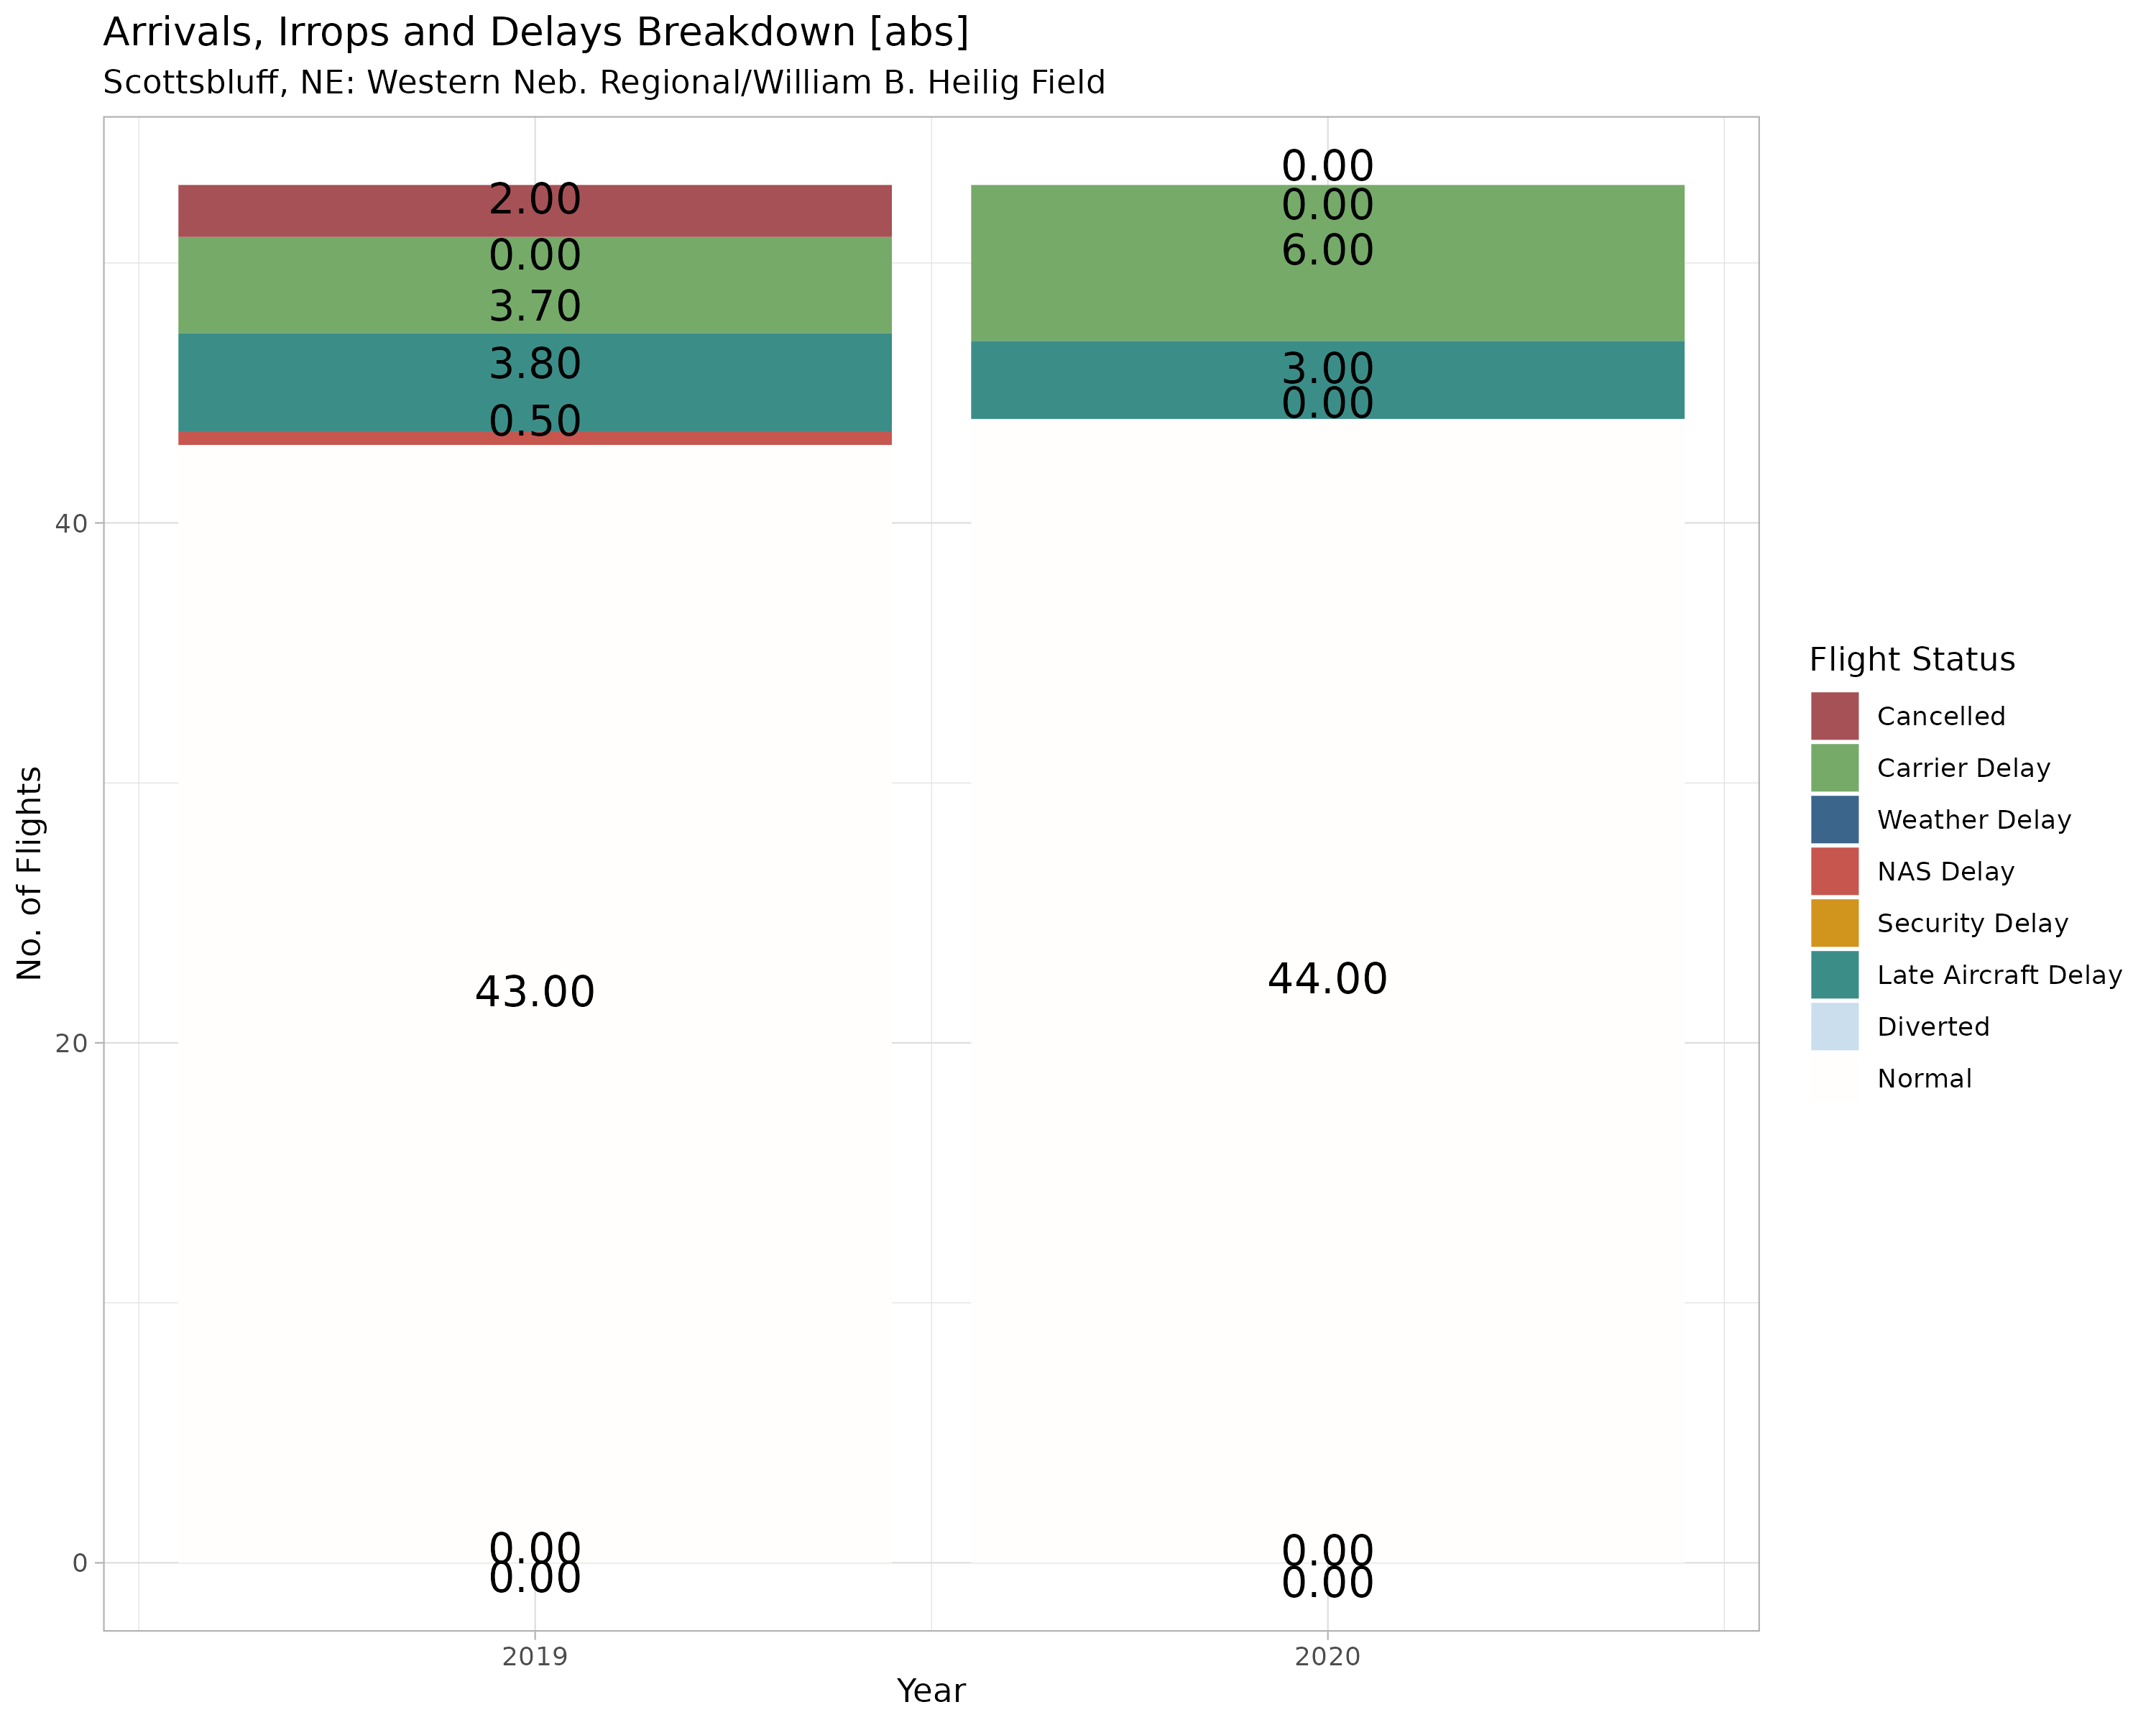 Arrivals, Irrops and Delays Breakdown [abs]
Scottsbluff, NE: Western Neb. Regional/William B. Heilig Field
No. of Flights
40
20
0
2.00
0.00
3.70
3.80
0.50
43.00
0.00
0.00
0.00
0.00
6.00
3.00
0.00
44.00
0.00
0.00
2019
2020
Year
Flight Status
Cancelled
Carrier Delay
Weather Delay
NAS Delay
Security Delay
Late Aircraft Delay
Diverted
Normal